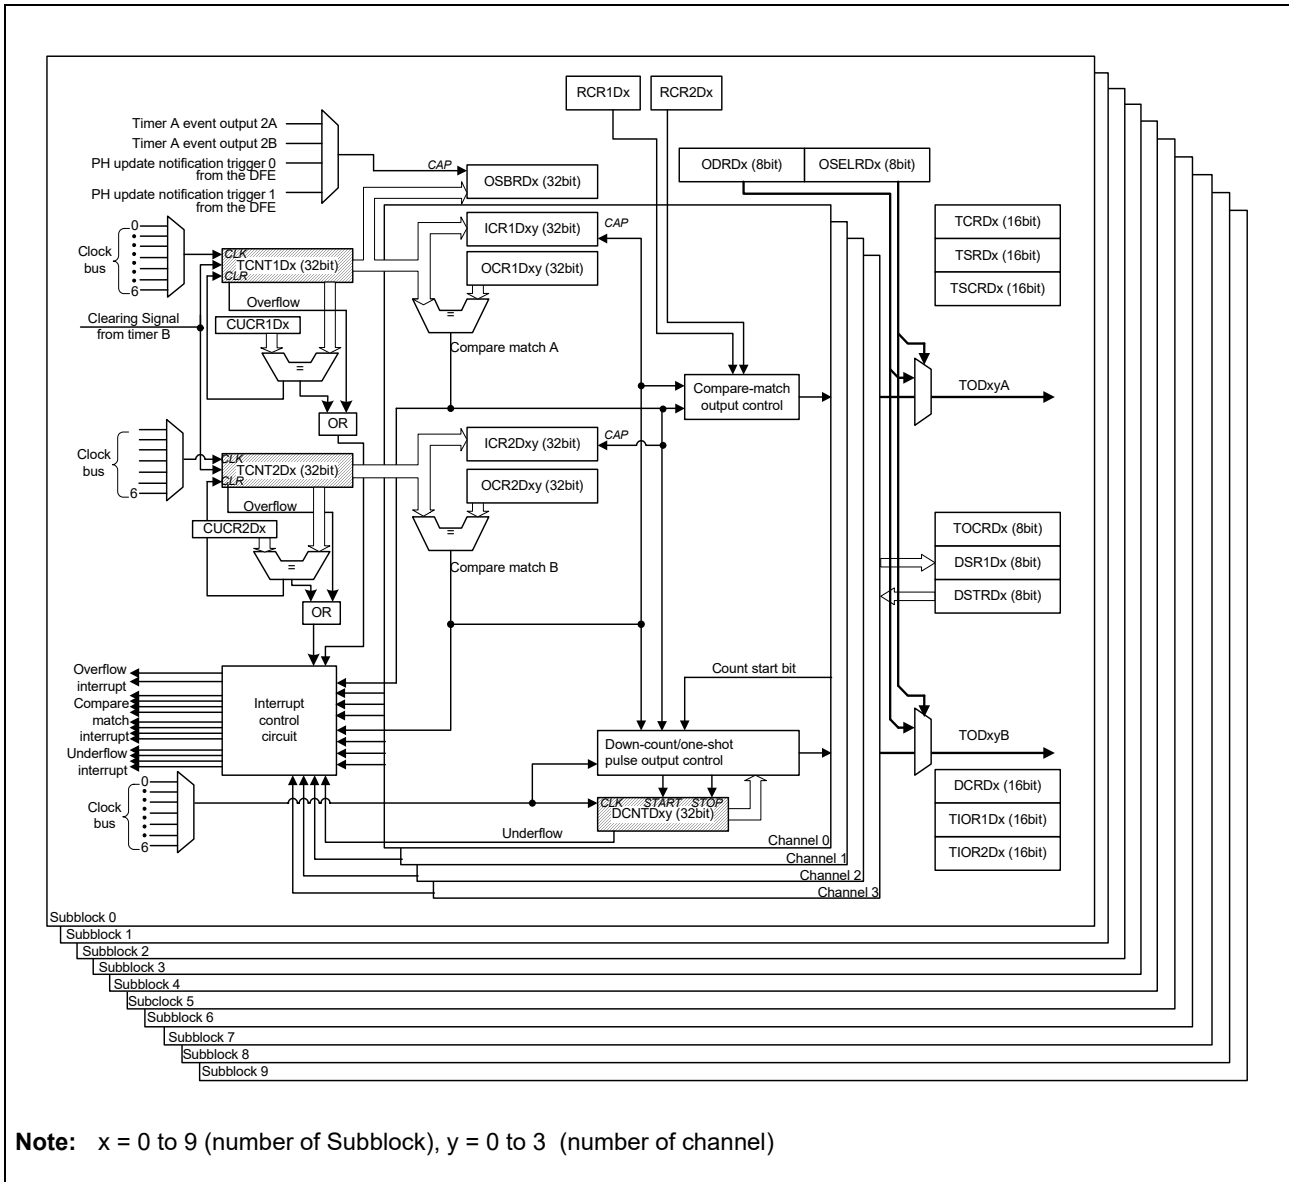 RCR1Dx
RCR2Dx
Timer A event output 2A
Timer A event output 2B
PH update notification trigger 0
from the DFE
PH update notification trigger 1
from the DFE
CAP
OSBRDx (32bit)
ODRDx (8bit)
OSELRDx (8bit)
0
Clock
bus
6
CLK
TCNT1Dx (32bit)
CLR
ICR1Dxy (32bit)
CAP
OCR1Dxy (32bit)
TCRDx (16bit)
TSRDx (16bit)
TSCRDx (16bit)
Overflow
Clearing Signal
from timer B
CUCR1Dx
=
=
Compare match A
Compare-match
output control
TODxyA
OR
Clock
bus
6
CLK
TCNT2Dx (32bit)
CLR
ICR2Dxy (32bit)
CAP
OCR2Dxy (32bit)
Overflow
CUCR2Dx
=
=
Compare match B
TOCRDx (8bit)
DSR1Dx (8bit)
DSTRDx (8bit)
OR
Overflow
interrupt
Compare
match
interrupt
Underflow
interrupt
Interrupt
control
circuit
Count start bit
Down-count/one-shot
pulse output control
TODxyB
0
Clock
bus
6
CLK
START
STOP
DCNTDxy (32bit)
DCRDx (16bit)
TIOR1Dx (16bit)
TIOR2Dx (16bit)
Underflow
Channel 0
Channel 1
Channel 2
Channel 3
Subblock 0
Subblock 1
Subblock 2
Subblock 3
Subblock 4
Subclock 5
Subblock 6
Subblock 7
Subblock 8
Subblock 9
Note: x = 0 to 9 (number of Subblock), y = 0 to 3 (number of channel)